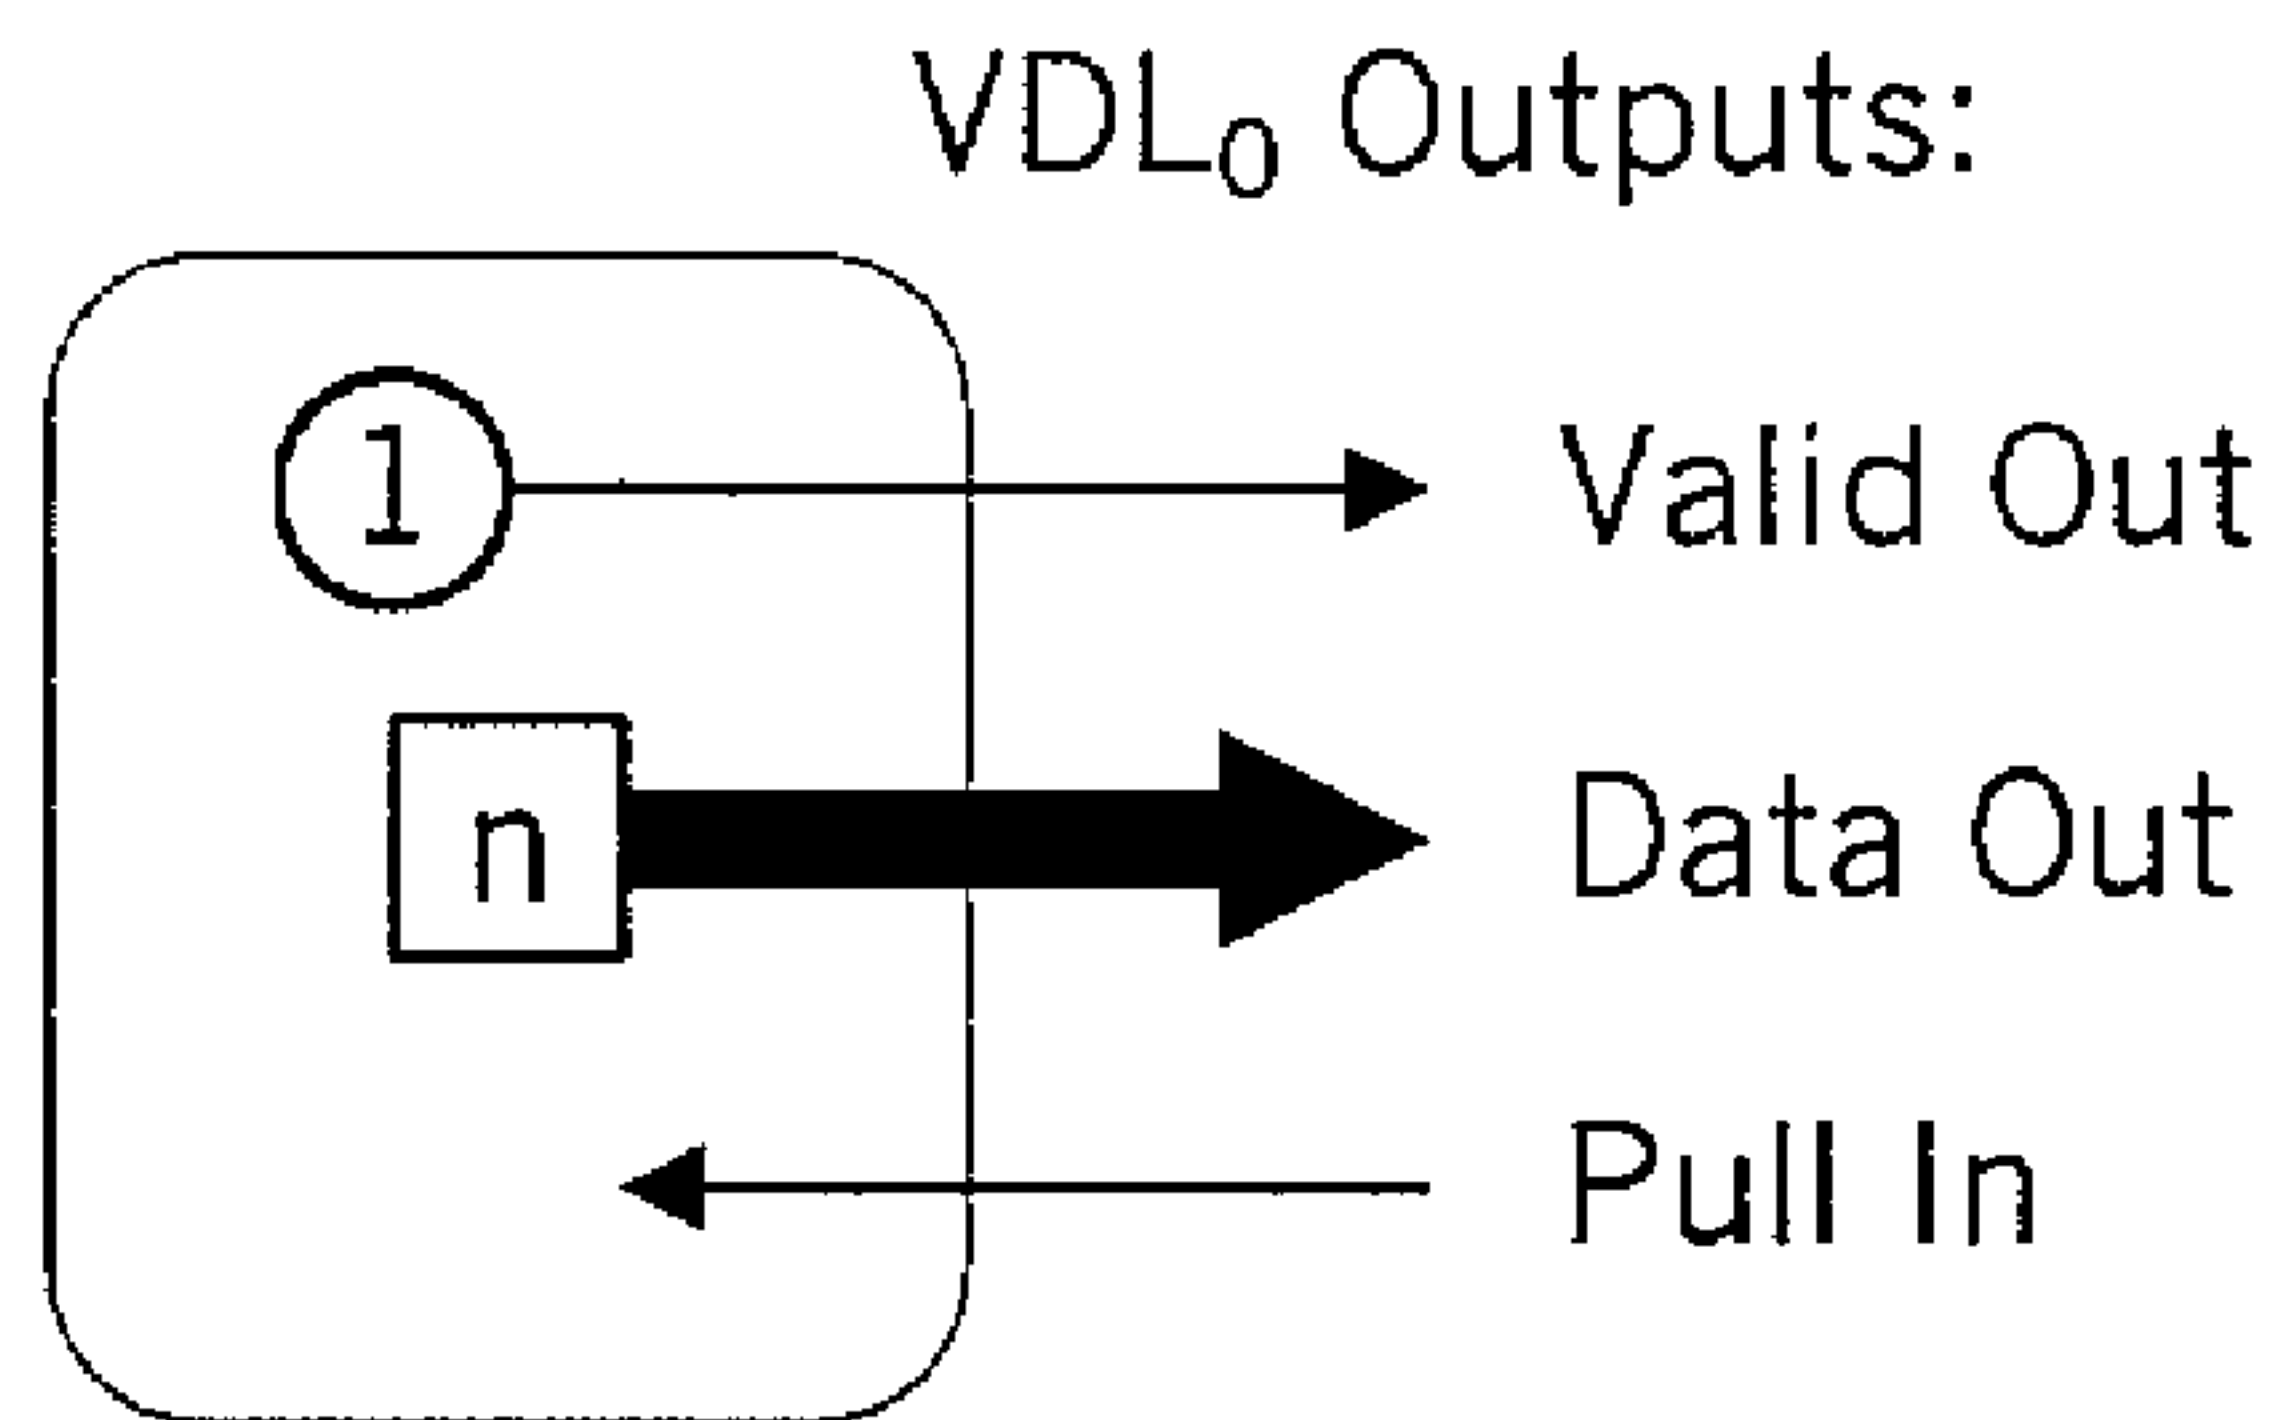 VDL₀ Outputs:
1
Valid Out
n
Data Out
Pull In